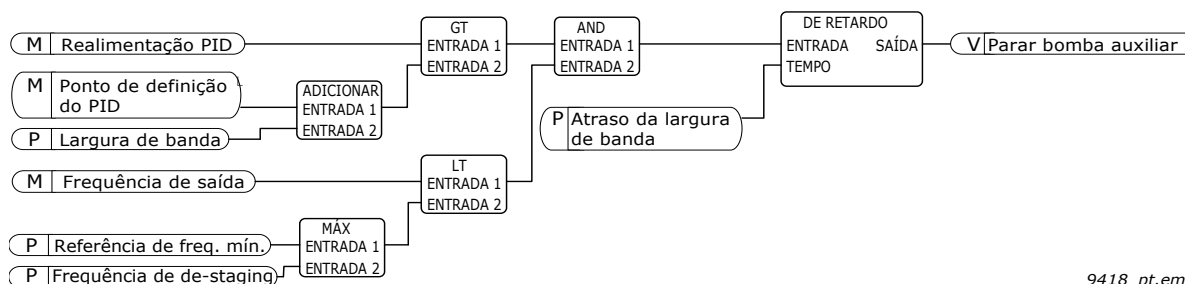 GT
ENTRADA 1
ENTRADA 2
AND
ENTRADA 1
ENTRADA 2
DE RETARDO
ENTRADA SAÍDA
TEMPO
M Realimentação PID
V Parar bomba auxiliar
M Ponto de definição
do PID
ADICIONAR
ENTRADA 1
ENTRADA 2
P Largura de banda
P Atraso da largura
de banda
M Frequência de saída
LT
ENTRADA 1
ENTRADA 2
MÁX
ENTRADA 1
ENTRADA 2
P Referência de freq. mín.
P Frequência de de-staging
9418_pt.em